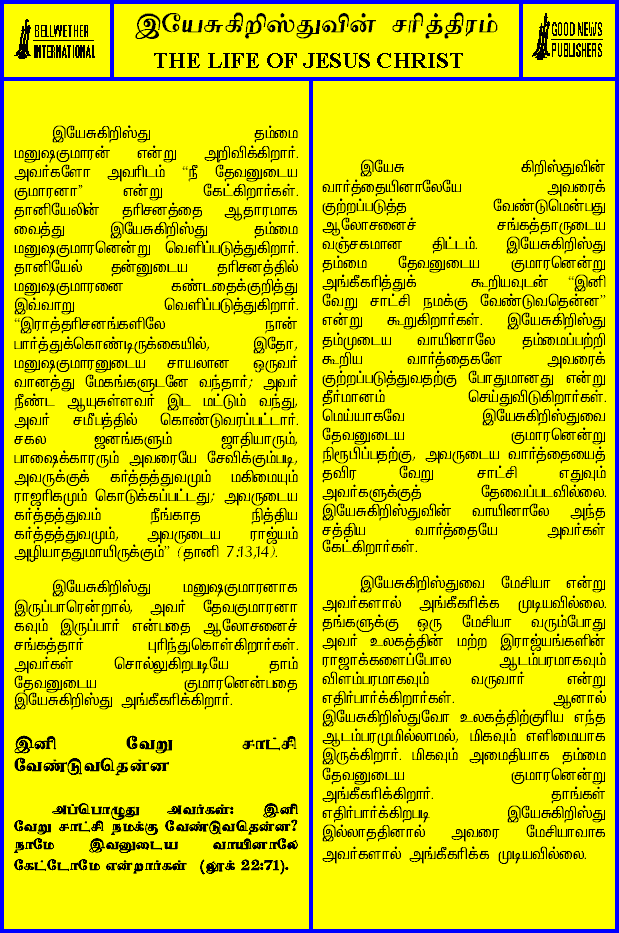 BELLWETHER
INTERNATIONAL
இயேசுகிறிஸ்துவின் சரித்திரம்
THE LIFE OF JESUS CHRIST
GOOD NEWS
PUBLISHERS
இயேசுகிறிஸ்து தம்மை
மனுஷகுமாரன் என்று அறிவிக்கிறார்.
அவர்களோ அவரிடம் “நீ தேவனுடைய
குமாரனா” என்று கேட்கிறார்கள்.
தானியேலின் தரிசனத்தை ஆதாரமாக
வைத்து இயேசுகிறிஸ்து தம்மை
மனுஷகுமாரனென்று வெளிப்படுத்துகிறார்.
தானியேல் தன்னுடைய தரிசனத்தில்
மனுஷகுமாரனை கண்டதைக்குறித்து
இவ்வாறு வெளிப்படுத்துகிறார்.
“இராத்தரிசனங்களிலே நான்
பார்த்துக்கொண்டிருக்கையில், இதோ,
மனுஷகுமாரனுடைய சாயலான ஒருவர்
வானத்து மேகங்களுடனே வந்தார்; அவர்
நீண்ட ஆயுசுள்ளவர் இட மட்டும் வந்து,
அவர் சமீபத்தில் கொண்டுவரப்பட்டார்.
சகல ஜனங்களும் ஜாதியாரும்,
பாஷைக்காரரும் அவரையே சேவிக்கும்படி,
அவருக்குக் கர்த்தத்துவமும் மகிமையும்
ராஜரிகமும் கொடுக்கப்பட்டது; அவருடைய
கர்த்தத்துவம் நீங்காத நித்திய
கர்த்தத்துவமும், அவருடைய ராஜ்யம்
அழியாததுமாயிருக்கும்” (தானி 7:13,14).
இயேசுகிறிஸ்து மனுஷகுமாரனாக
இருப்பாரென்றால், அவர் தேவகுமாரனா
கவும் இருப்பார் என்பதை ஆலோசனைச்
சங்கத்தார் புரிந்துகொள்கிறார்கள்.
அவர்கள் சொல்லுகிறபடியே தாம்
தேவனுடைய குமாரனென்பதை
இயேசுகிறிஸ்து அங்கீகரிக்கிறார்.
இனி வேறு சாட்சி
வேண்டுவதென்ன
அப்பொழுது அவர்கள்: இனி
வேறு சாட்சி நமக்கு வேண்டுவதென்ன?
நாமே இவனுடைய வாயினாலே
கேட்டோமே என்றார்கள் (லூக் 22:71).
இயேசு கிறிஸ்துவின்
வார்த்தையினாலேயே அவரைக்
குற்றப்படுத்த வேண்டுமென்பது
ஆலோசனைச் சங்கத்தாருடைய
வஞ்சகமான திட்டம். இயேசுகிறிஸ்து
தம்மை தேவனுடைய குமாரனென்று
அங்கீகரித்துக் கூறியவுடன் “இனி
வேறு சாட்சி நமக்கு வேண்டுவதென்ன”
என்று கூறுகிறார்கள். இயேசுகிறிஸ்து
தம்முடைய வாயினாலே தம்மைப்பற்றி
கூறிய வார்த்தைகளே அவரைக்
குற்றப்படுத்துவதற்கு போதுமானது என்று
தீர்மானம் செய்துவிடுகிறார்கள்.
மெய்யாகவே இயேசுகிறிஸ்துவை
தேவனுடைய குமாரனென்று
நிரூபிப்பதற்கு, அவருடைய வார்த்தையைத்
தவிர வேறு சாட்சி எதுவும்
அவர்களுக்குத் தேவைப்படவில்லை.
இயேசுகிறிஸ்துவின் வாயினாலே அந்த
சத்திய வார்த்தையே அவர்கள்
கேட்கிறார்கள்.
இயேசுகிறிஸ்துவை மேசியா என்று
அவர்களால் அங்கீகரிக்க முடியவில்லை.
தங்களுக்கு ஒரு மேசியா வரும்போது
அவர் உலகத்தின் மற்ற இராஜ்யங்களின்
ராஜாக்களைப்போல ஆடம்பரமாகவும்
விளம்பரமாகவும் வருவார் என்று
எதிர்பார்க்கிறார்கள். ஆனால்
இயேசுகிறிஸ்துவோ உலகத்திற்குரிய எந்த
ஆடம்பரமுமில்லாமல், மிகவும் எளிமையாக
இருக்கிறார். மிகவும் அமைதியாக தம்மை
தேவனுடைய குமாரனென்று
அங்கீகரிக்கிறார். தாங்கள்
எதிர்பார்க்கிறபடி இயேசுகிறிஸ்து
இல்லாததினால் அவரை மேசியாவாக
அவர்களால் அங்கீகரிக்க முடியவில்லை.